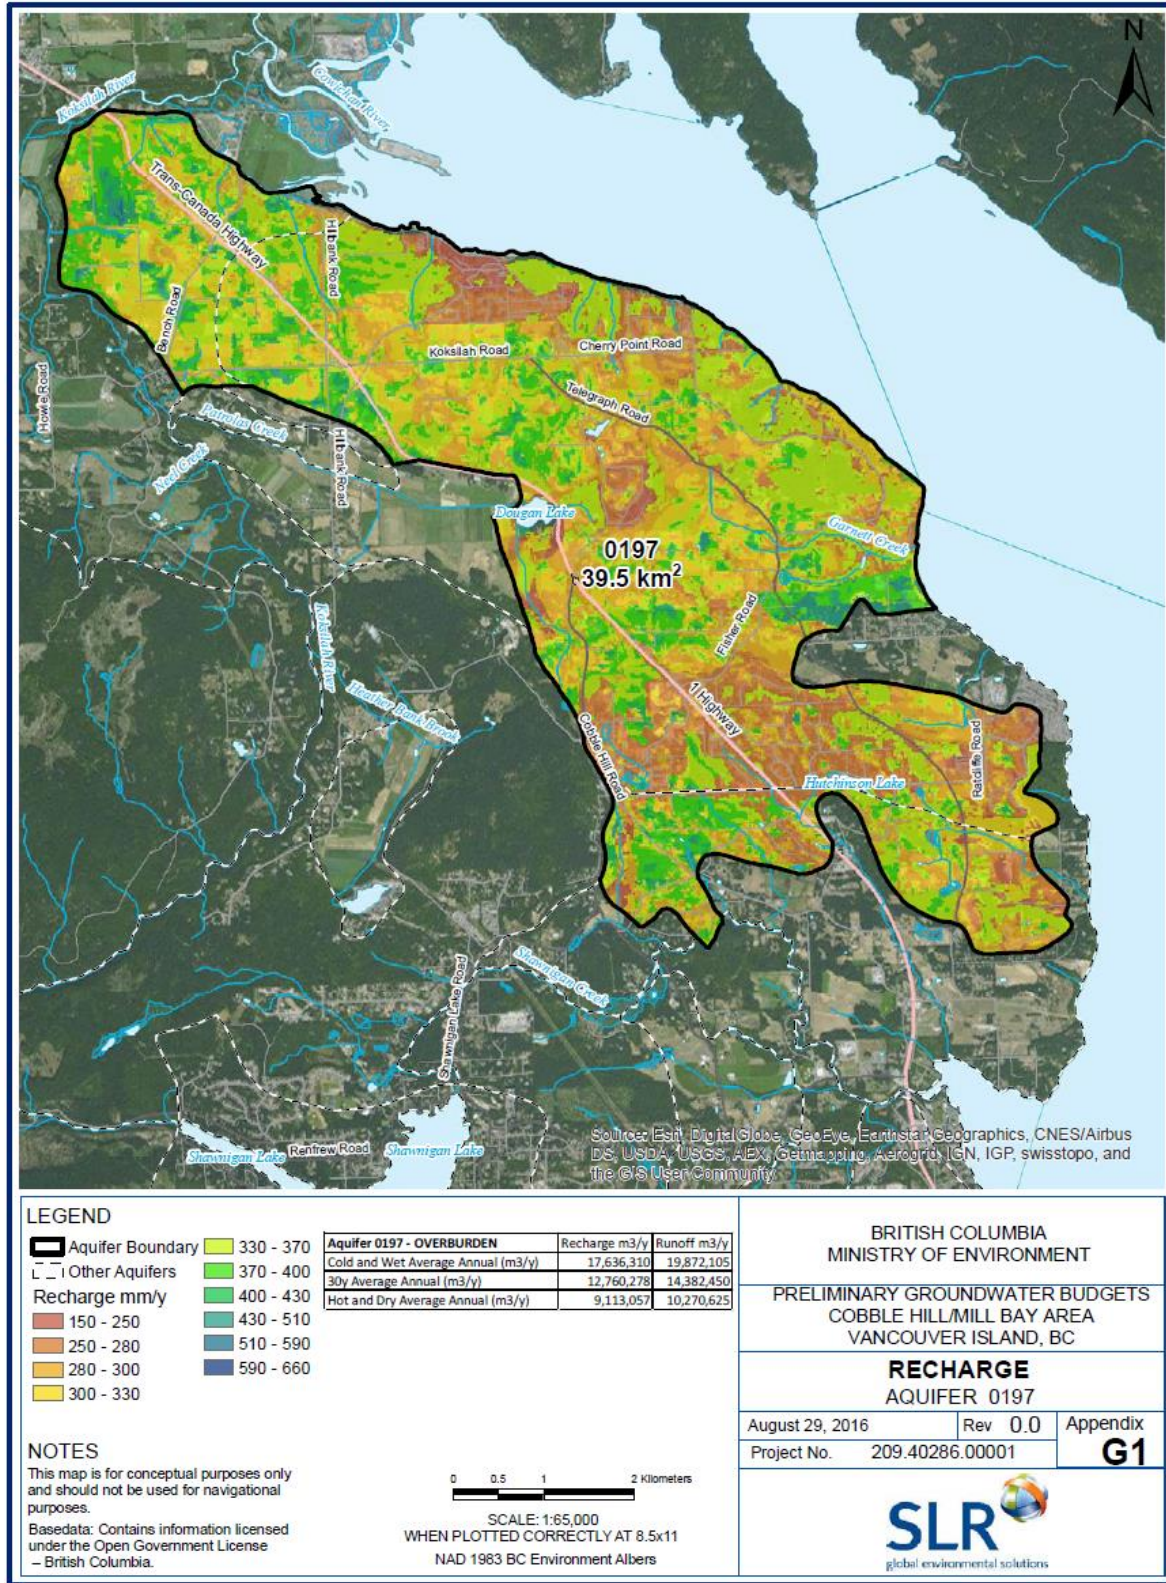 N
Koksilah River
Cowichan River
Trans-Canada Highway
Hilbank Road
Bench Road
Koksilah Road
Cherry Point Road
Telegraph Road
Howie Road
Patrolas Creek
Neel Creek
Hilbank Road
Dougan Lake
Garnett Creek
0197
39.5 km²
Fisher Road
Koksilah River
Heather Bank Brook
1 Highway
Cobble Hill Road
Ratcliffe Road
Hutchinson Lake
Shawnigan Creek
Shawnigan Lake Road
Renfrew Road
Shawnigan Lake
Shawnigan Lake
Source: Esri, DigitalGlobe, GeoEye, Earthstar Geographics, CNES/Airbus
DS, USDA, USGS, AEX, Getmapping, Aerogrid, IGN, IGP, swisstopo, and
the GIS User Community
LEGEND
Aquifer Boundary
Other Aquifers
Recharge mm/y
150 - 250
250 - 280
280 - 300
300 - 330
330 - 370
370 - 400
400 - 430
430 - 510
510 - 590
590 - 660
Aquifer 0197 - OVERBURDEN Recharge m3/y Runoff m3/y
Cold and Wet Average Annual (m3/y) 17,636,310 19,872,105
30y Average Annual (m3/y) 12,760,278 14,382,450
Hot and Dry Average Annual (m3/y) 9,113,057 10,270,625
NOTES
This map is for conceptual purposes only
and should not be used for navigational
purposes.
Basedata: Contains information licensed
under the Open Government License
– British Columbia.
0 0.5 1 2 Kilometers
SCALE: 1:65,000
WHEN PLOTTED CORRECTLY AT 8.5x11
NAD 1983 BC Environment Albers
BRITISH COLUMBIA
MINISTRY OF ENVIRONMENT
PRELIMINARY GROUNDWATER BUDGETS
COBBLE HILL/MILL BAY AREA
VANCOUVER ISLAND, BC
RECHARGE
AQUIFER 0197
August 29, 2016 Rev 0.0 Appendix
Project No. 209.40286.00001 G1
SLR
global environmental solutions